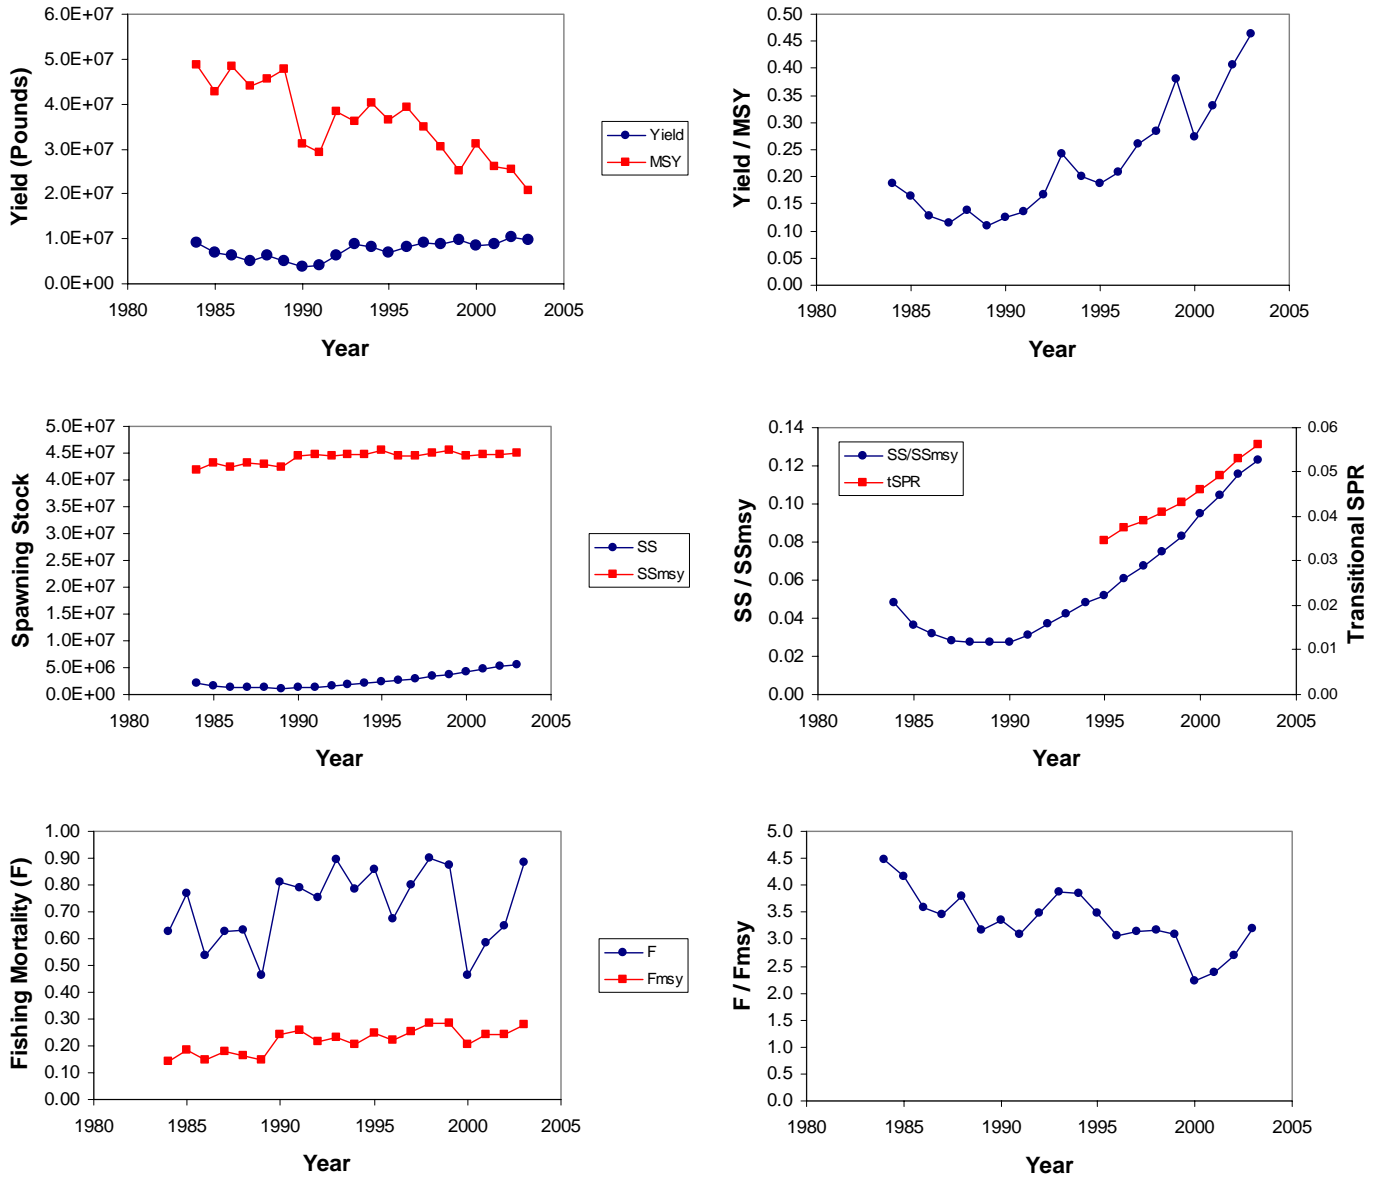 Yield (Pounds)
6.0E+07
5.0E+07
4.0E+07
3.0E+07
2.0E+07
1.0E+07
0.0E+00
1980 1985 1990 1995 2000 2005
Year
Yield
MSY
Yield / MSY
0.50
0.45
0.40
0.35
0.30
0.25
0.20
0.15
0.10
0.05
0.00
1980 1985 1990 1995 2000 2005
Year
Spawning Stock
5.0E+07
4.5E+07
4.0E+07
3.5E+07
3.0E+07
2.5E+07
2.0E+07
1.5E+07
1.0E+07
5.0E+06
0.0E+00
1980 1985 1990 1995 2000 2005
Year
SS
SSmsy
SS / SSmsy
0.14
0.12
0.10
0.08
0.06
0.04
0.02
0.00
SS/SSmsy
tSPR
1980 1985 1990 1995 2000 2005
Year
0.06
0.05
0.04
0.03
0.02
0.01
0.00
Transitional SPR
Fishing Mortality (F)
1.00
0.90
0.80
0.70
0.60
0.50
0.40
0.30
0.20
0.10
0.00
1980 1985 1990 1995 2000 2005
Year
F
Fmsy
F / Fmsy
5.0
4.5
4.0
3.5
3.0
2.5
2.0
1.5
1.0
0.5
0.0
1980 1985 1990 1995 2000 2005
Year